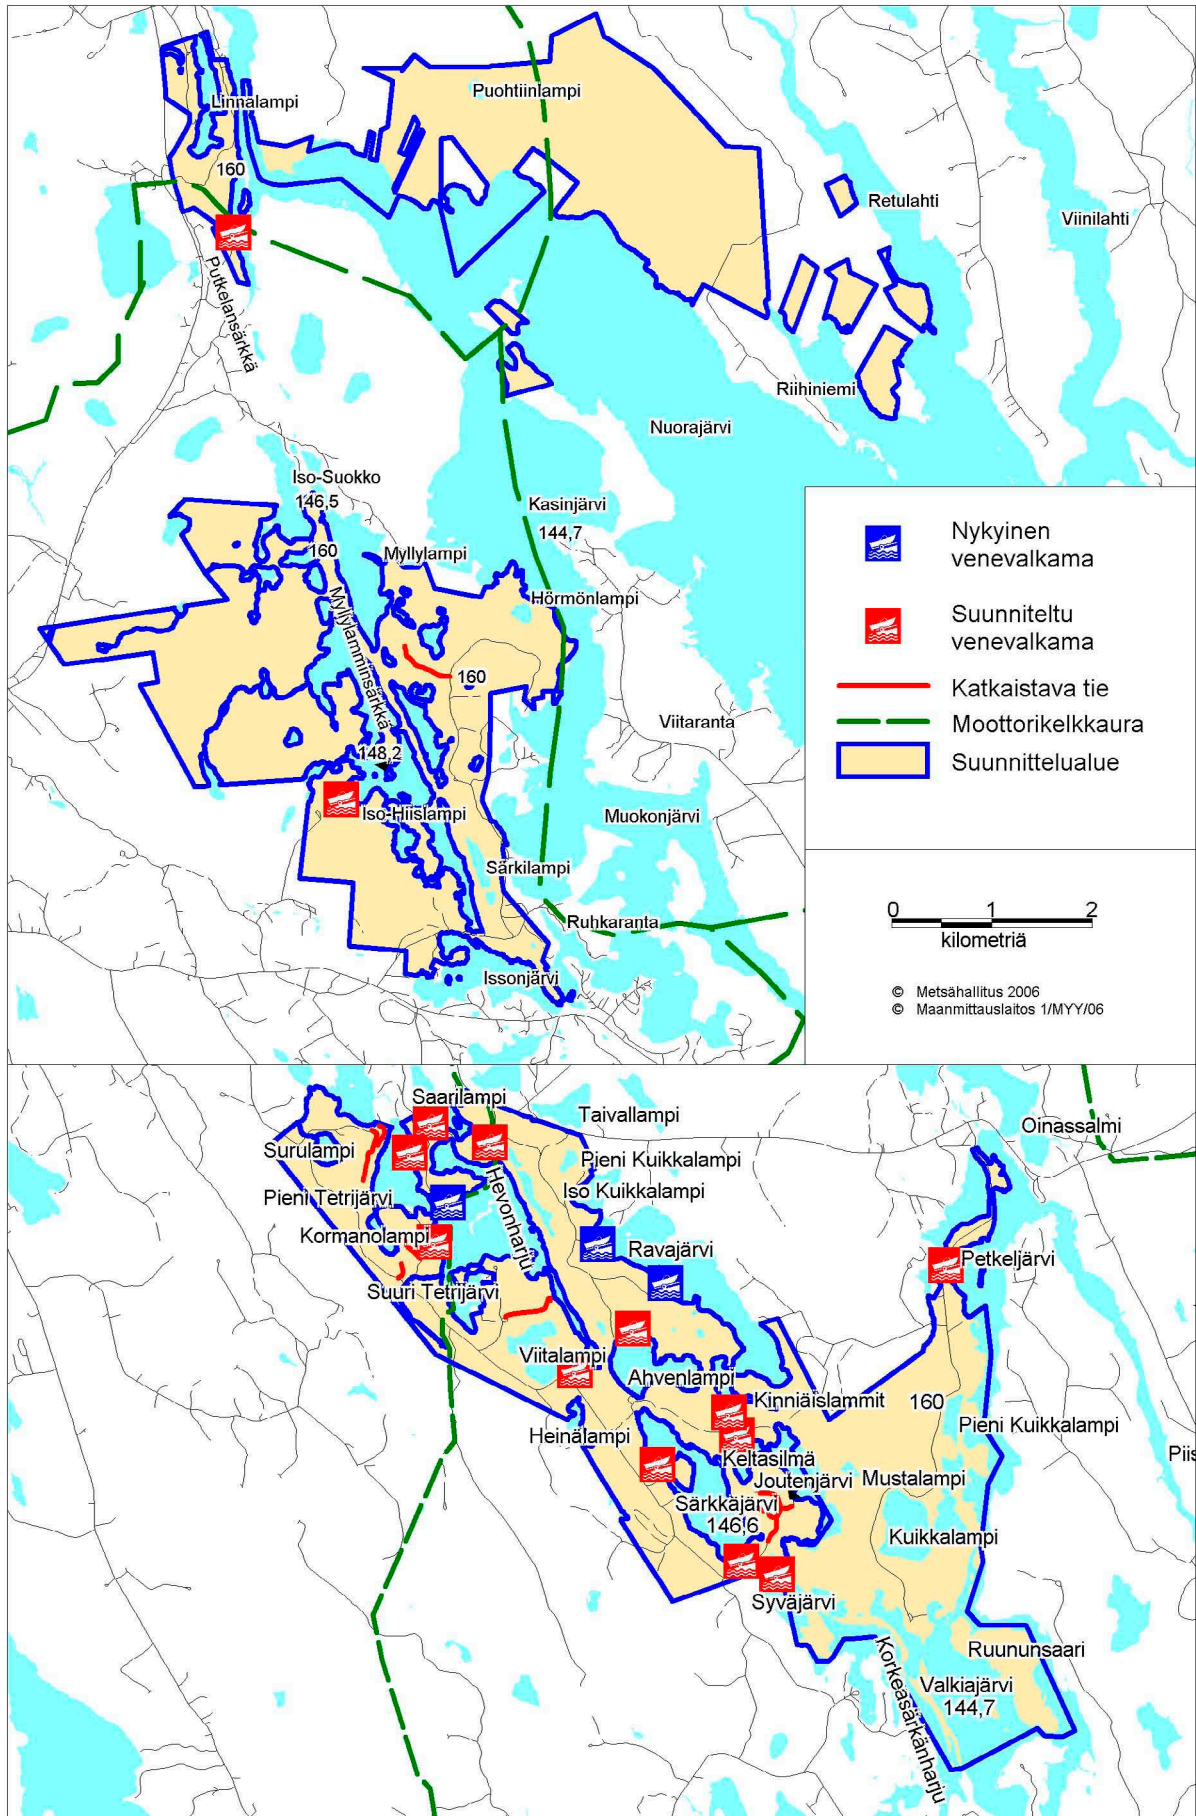 Puohtiinlampi
Linnalampi
160
Retulahti
Viinilahti
Putkelansärkkä
Riihiniemi
Nuorajärvi
Iso-Suokko
146,5
Kasinjärvi
144,7
160
Myllylampi
Hörmönlampi
Myllylamminsärkkä
160
Viitaranta
148,2
Iso-Hiislampi
Muokonjärvi
Särkilampi
Ruhkaranta
Issonjärvi
Nykyinen
venevalkama
Suunniteltu
venevalkama
Katkaistava tie
Moottorikelkkaura
Suunnittelualue
0 1 2
kilometriä
© Metsähallitus 2006
© Maanmittauslaitos 1/MYY/06
Saarilampi
Taivallampi
Oinassalmi
Surulampi
Pieni Kuikkalampi
Pieni Tetrijärvi
Iso Kuikkalampi
Hevonharju
Kormanolampi
Ravajärvi
Petkeljärvi
Suuri Tetrijärvi
Viitalampi
Ahvenlampi
Kinniäislammit
160
Pieni Kuikkalampi
Heinälampi
Keltasilmä
Joutenjärvi
Mustalampi
Piis
Särkkäjärvi
146,6
Kuikkalampi
Syväjärvi
Ruununsaari
Korkeasärkänharju
Valkiajärvi
144,7